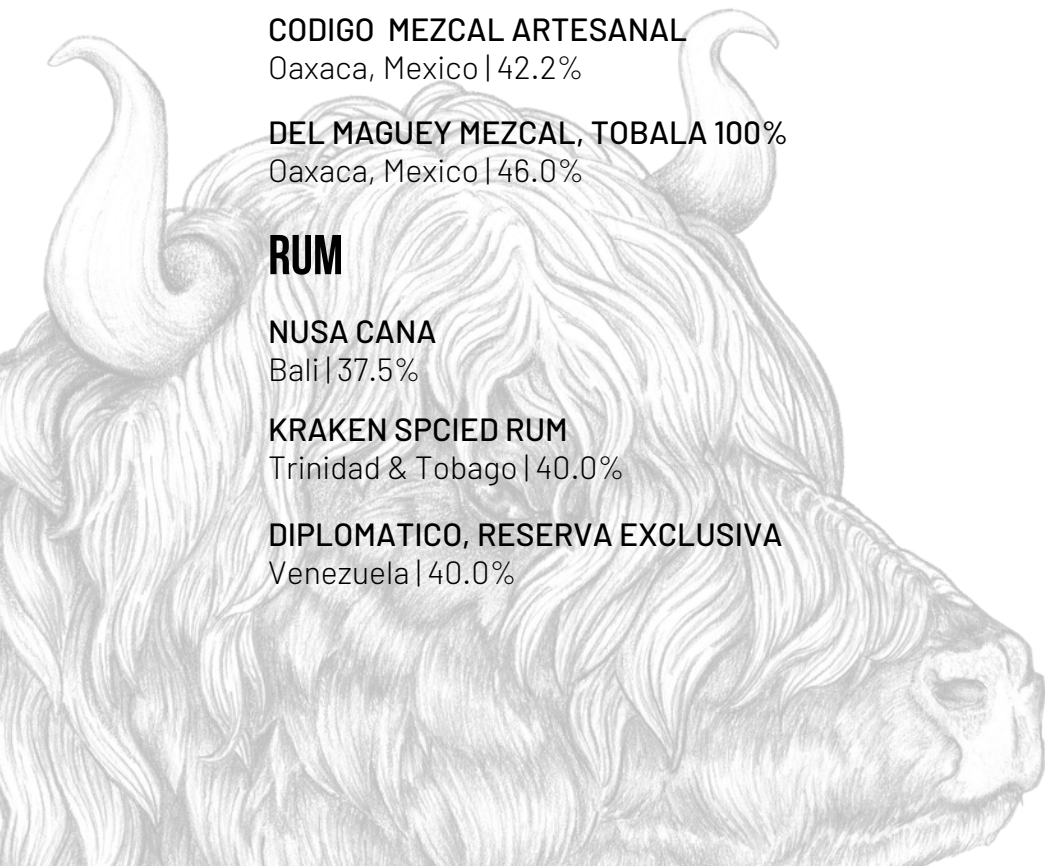 CODIGO  MEZCAL ARTESANAL
Oaxaca, Mexico | 42.2%
DEL MAGUEY MEZCAL, TOBALA 100%
Oaxaca, Mexico | 46.0%
RUM
NUSA CANA
Bali | 37.5%
KRAKEN SPCIED RUM
Trinidad & Tobago | 40.0%
DIPLOMATICO, RESERVA EXCLUSIVA
Venezuela | 40.0%